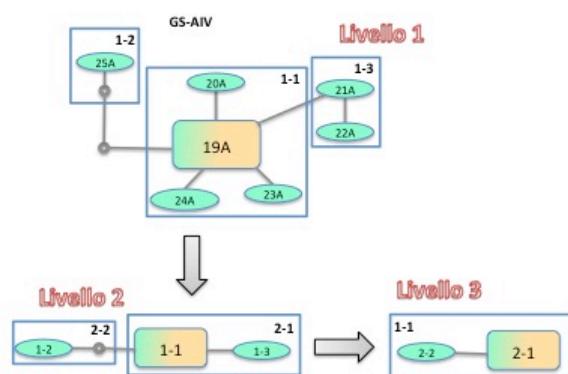 GS-AIV
Livello 1
1-2
25A
1-1
20A
1-3
21A
22A
19A
24A
23A
Livello 2
2-2
1-2
2-1
1-1
1-3
Livello 3
1-1
2-2
2-1